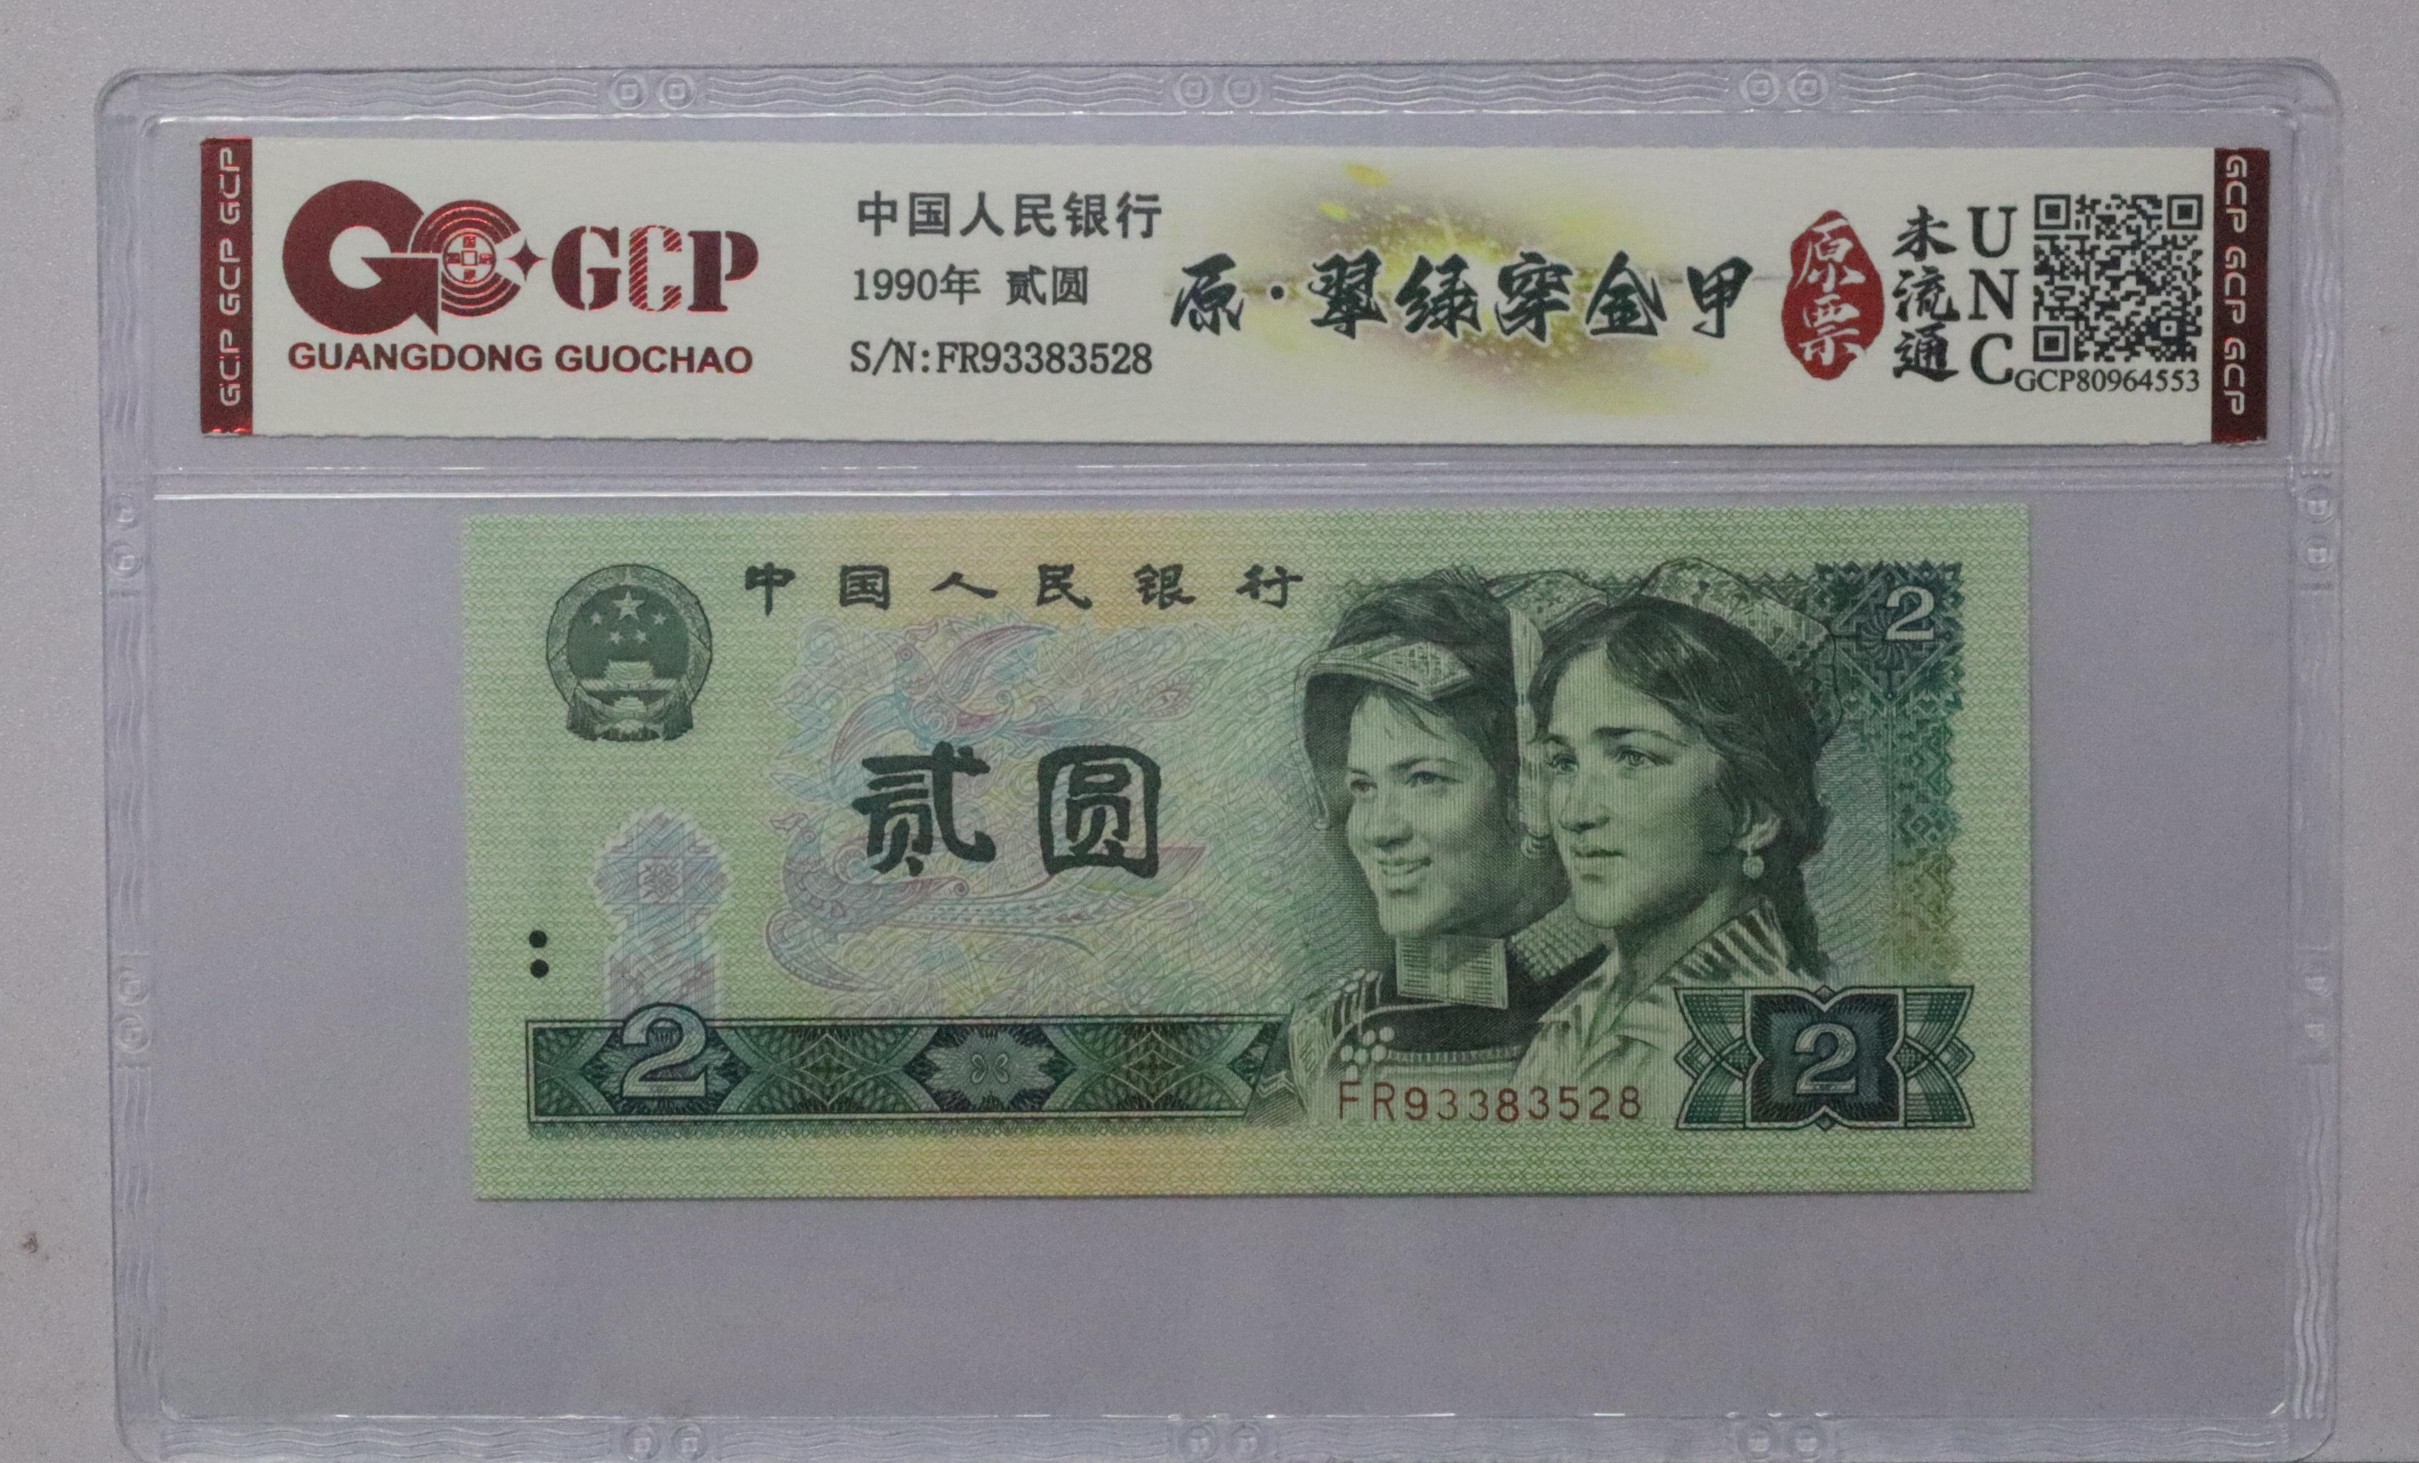 GCP GCP GCP
GCP
GUANGDONG GUOCHAO
中国人民银行
1990年 贰圆
S/N:FR93383528
原·翠绿穿金甲
原票
未流通
UNC
GCP80964553
GCP GCP GCP
中国人民银行
贰圆
2
2
2
FR93383528